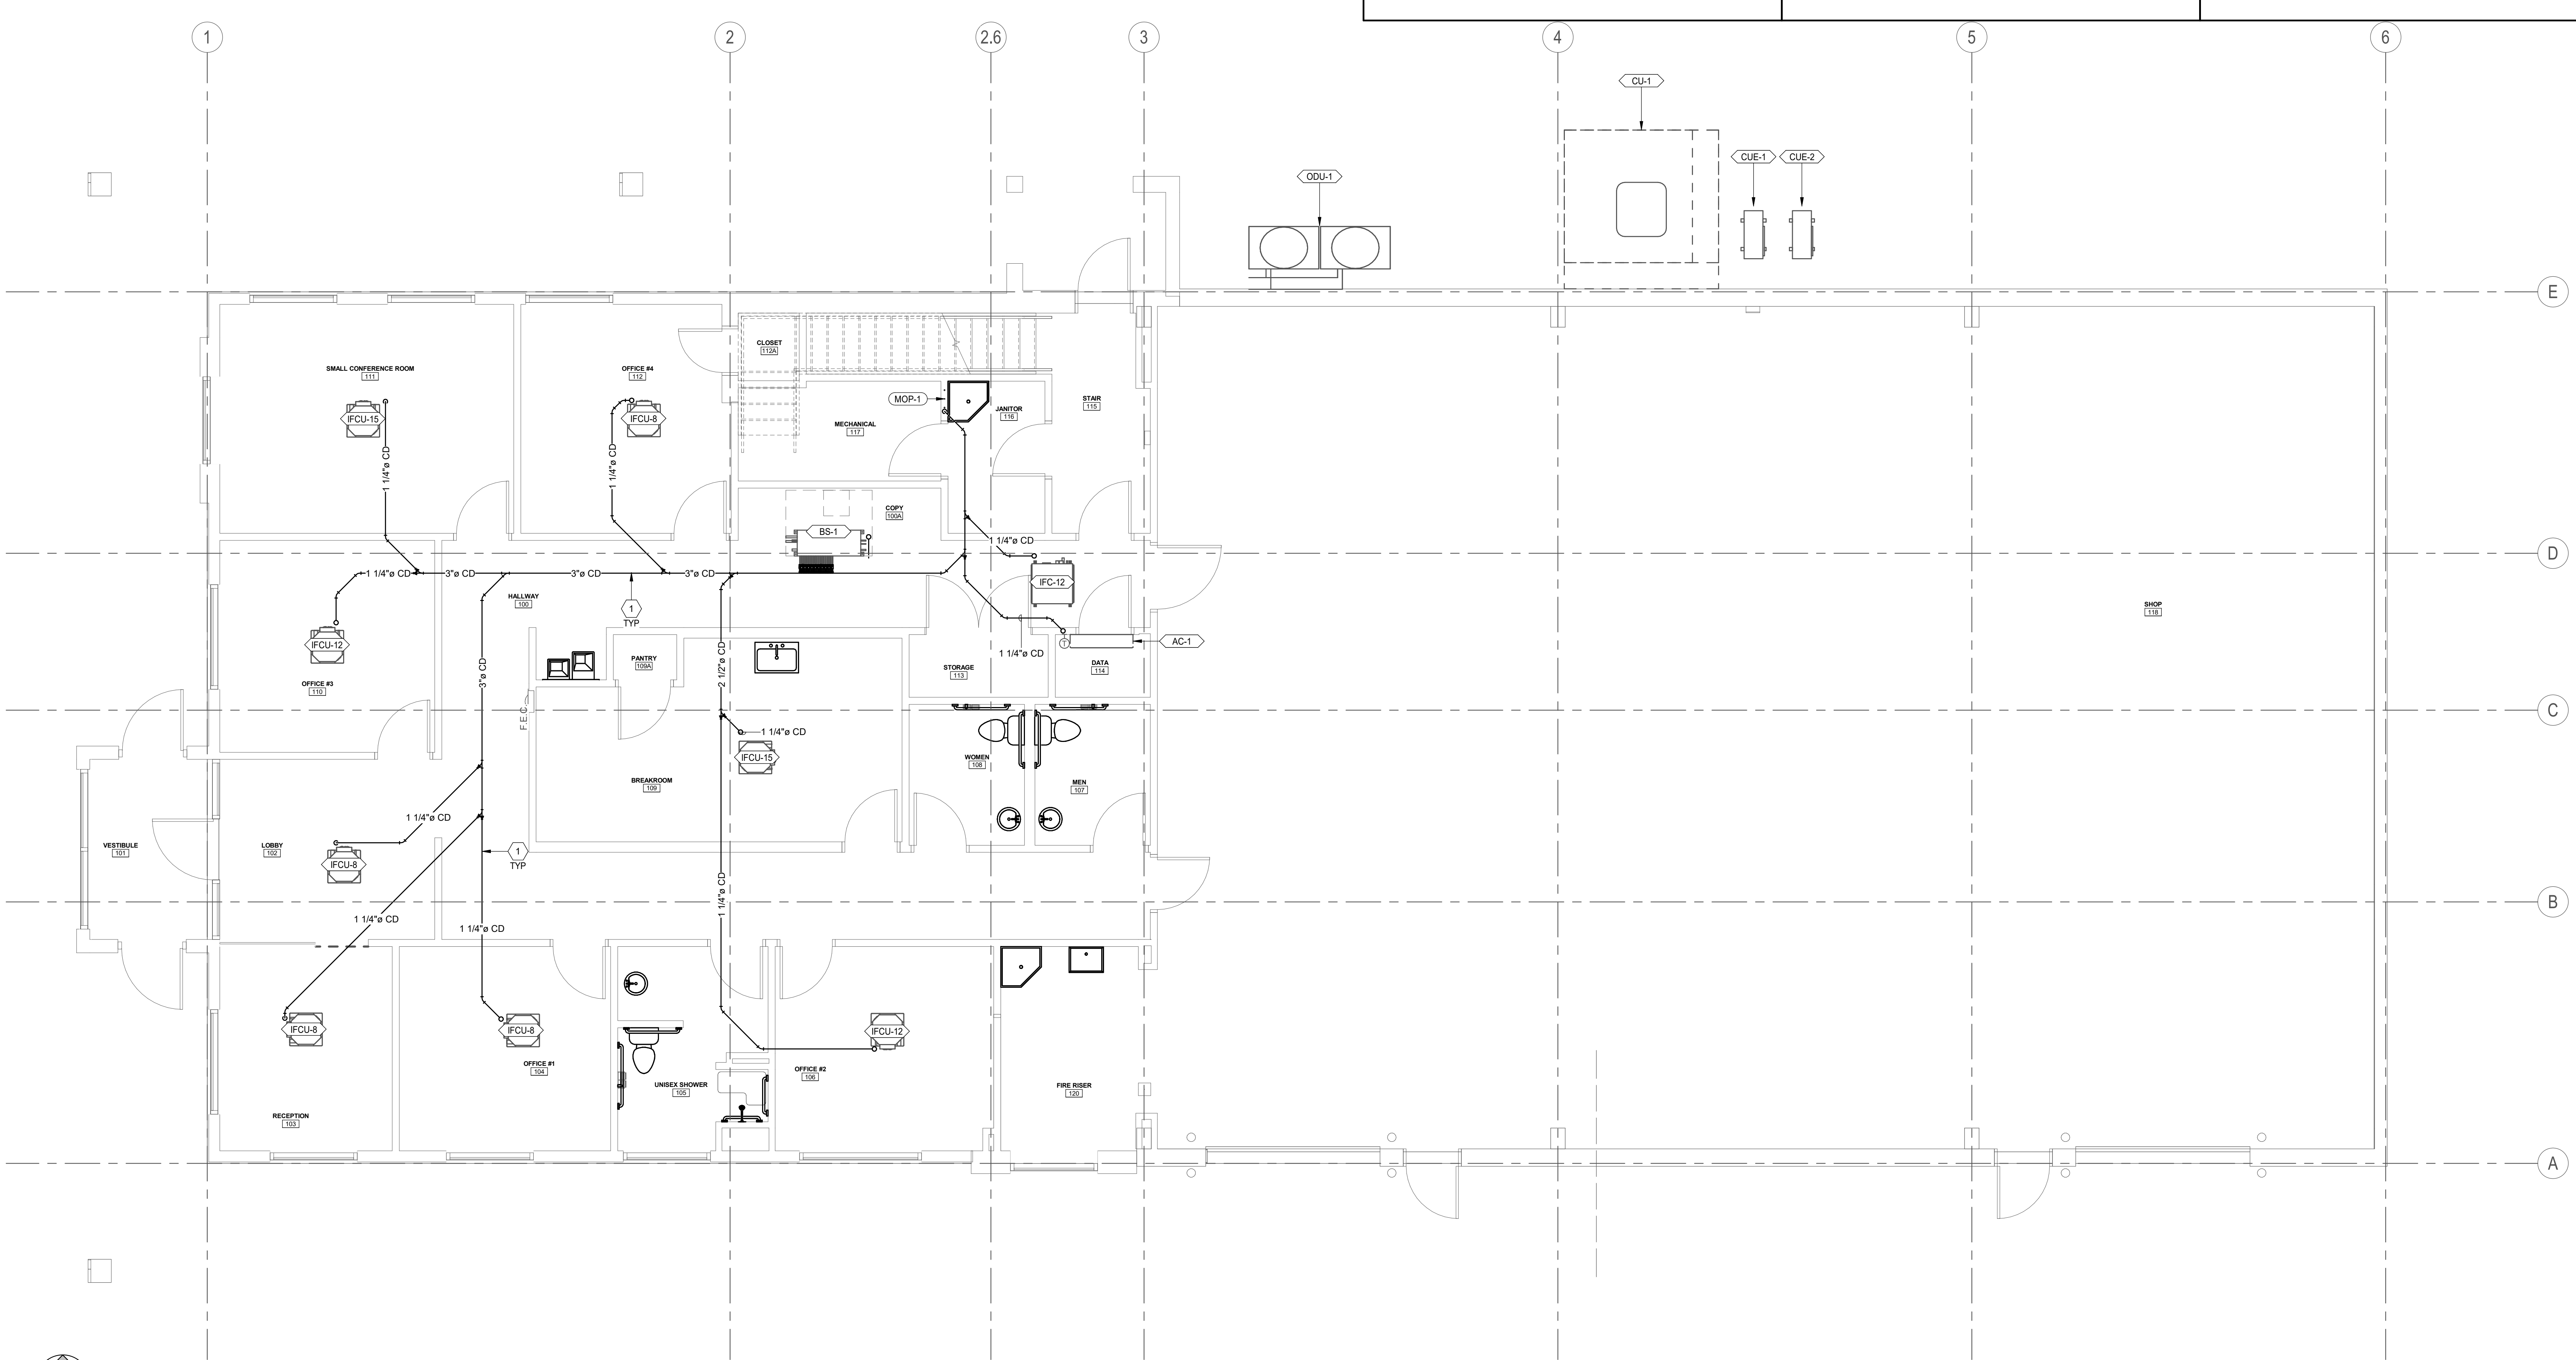 1
2
2.6
3
4
5
6
CU-1
CUE-1
CUE-2
ODU-1
E
CLOSET
112A
SMALL CONFERENCE ROOM
111
OFFICE #4
112
IFCU-15
IFCU-8
MOP-1
JANITOR
116
STAIR
115
MECHANICAL
117
1 1/4"ø CD
1 1/4"ø CD
COPY
100A
BS-1
1 1/4"ø CD
D
1 1/4"ø CD
3"ø CD
3"ø CD
3"ø CD
IFC-12
HALLWAY
100
1
TYP
SHOP
118
IFCU-12
AC-1
T
1 1/4"ø CD
PANTRY
109A
STORAGE
113
DATA
114
3"ø CD
2 1/2"ø CD
OFFICE #3
110
F.E.C.
C
1 1/4"ø CD
IFCU-15
WOMEN
108
BREAKROOM
109
MEN
107
1 1/4"ø CD
VESTIBULE
101
LOBBY
102
IFCU-8
1
TYP
1 1/4"ø CD
B
1 1/4"ø CD
1 1/4"ø CD
IFCU-8
IFCU-8
IFCU-12
OFFICE #1
104
OFFICE #2
106
UNISEX SHOWER
105
FIRE RISER
120
RECEPTION
103
A